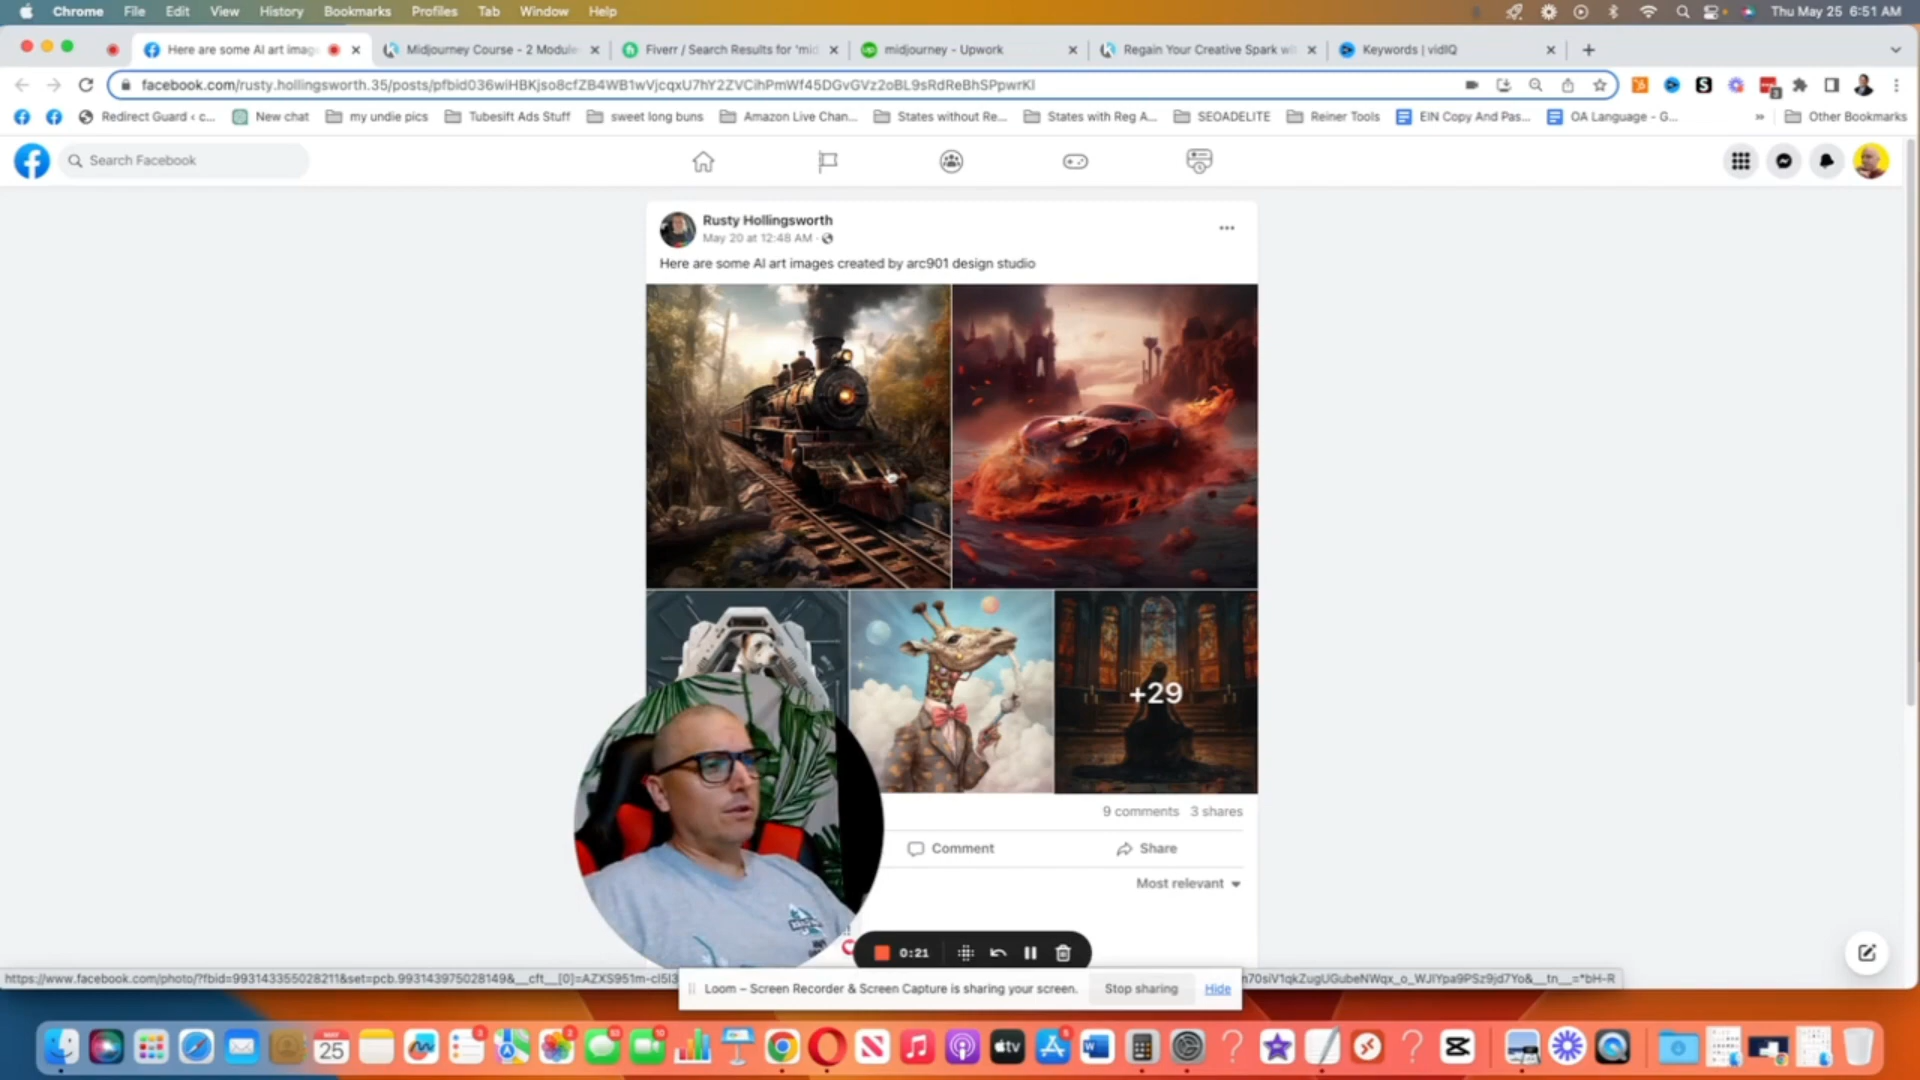 Chrome File Edit View History Bookmarks Profiles Tab Window Help
Thu May 25 6:51 AM
Here are some AI art imag
Midjourney Course - 2 Module
Fiverr / Search Results for 'mid
midjourney - Upwork
Regain Your Creative Spark wi
Keywords | vidIQ
facebook.com/rusty.hollingsworth.35/posts/pfbid036wiHBKjso8cfZB4WB1wVjcqxU7hY2ZVCihPmWf45DGvGVz2oBL9sRdReBhSPpwrKl
Redirect Guard ‹ c...
New chat
my undie pics
Tubesift Ads Stuff
sweet long buns
Amazon Live Chan...
States without Re...
States with Reg A...
SEOADELITE
Reiner Tools
EIN Copy And Pas...
OA Language - G...
»
Other Bookmarks
Search Facebook
Rusty Hollingsworth
May 20 at 12:48 AM ·
Here are some AI art images created by arc901 design studio
+29
9 comments 3 shares
Comment
Share
Most relevant
0:21
Loom – Screen Recorder & Screen Capture is sharing your screen.
Stop sharing
Hide
25
tv